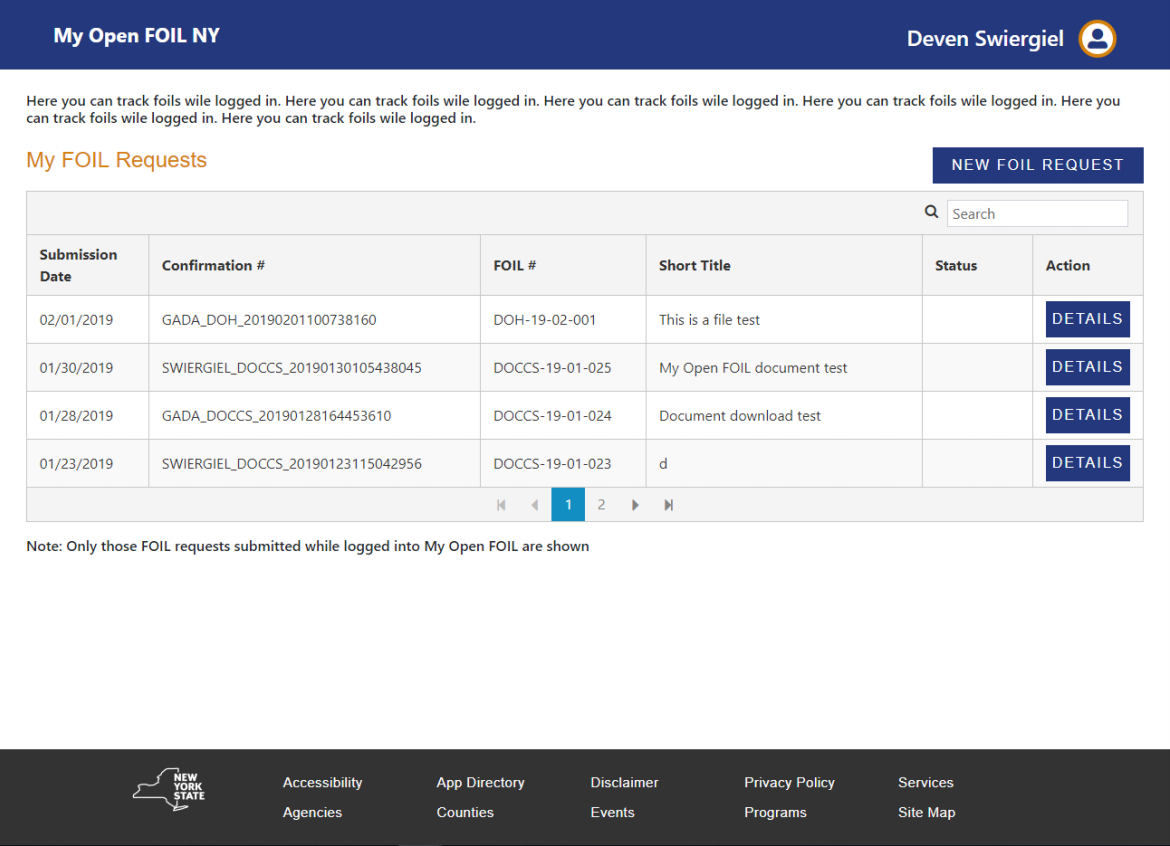 My Open FOIL NY
Deven Swiergiel
Here you can track foils wile logged in. Here you can track foils wile logged in. Here you can track foils wile logged in. Here you can track foils wile logged in. Here you
can track foils wile logged in. Here you can track foils wile logged in.
My FOIL Requests
NEW FOIL REQUEST
Search
Submission Date Confirmation # FOIL # Short Title Status Action
02/01/2019 GADA_DOH_20190201100738160 DOH-19-02-001 This is a file test DETAILS
01/30/2019 SWIERGIEL_DOCCS_20190130105438045 DOCCS-19-01-025 My Open FOIL document test DETAILS
01/28/2019 GADA_DOCCS_20190128164453610 DOCCS-19-01-024 Document download test DETAILS
01/23/2019 SWIERGIEL_DOCCS_20190123115042956 DOCCS-19-01-023 d DETAILS
1 2
Note: Only those FOIL requests submitted while logged into My Open FOIL are shown
NEW
YORK
STATE
Accessibility App Directory Disclaimer Privacy Policy Services
Agencies Counties Events Programs Site Map